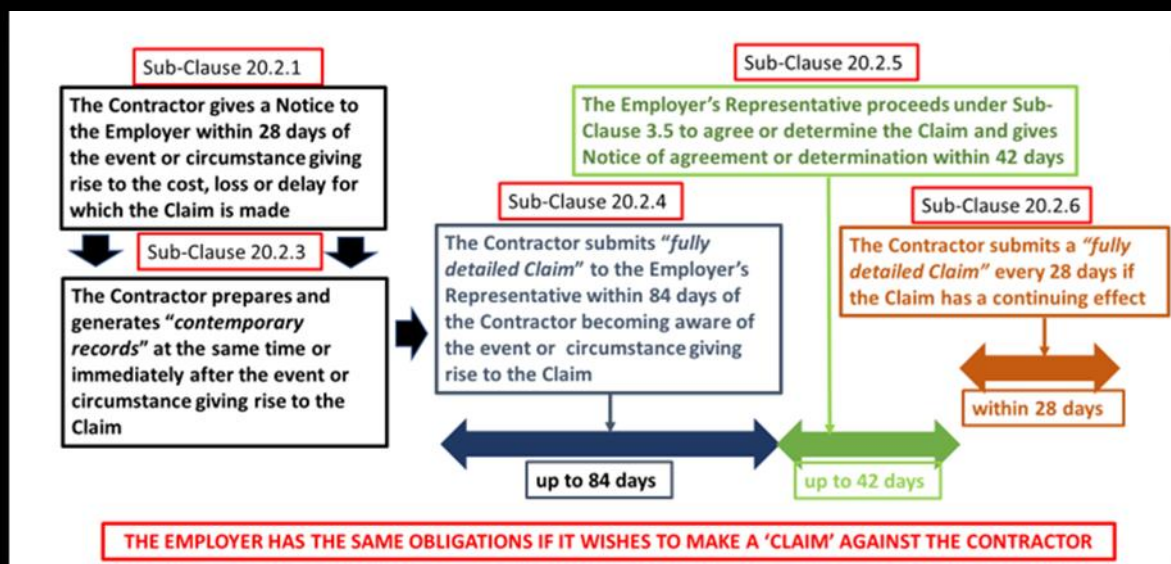 Sub-Clause 20.2.1
The Contractor gives a Notice to
the Employer within 28 days of
the event or circumstance giving
rise to the cost, loss or delay for
which the Claim is made
Sub-Clause 20.2.3
The Contractor prepares and
generates “contemporary
records” at the same time or
immediately after the event or
circumstance giving rise to the
Claim
Sub-Clause 20.2.4
The Contractor submits “fully
detailed Claim” to the Employer’s
Representative within 84 days of
the Contractor becoming aware of
the event or circumstance giving
rise to the Claim
up to 84 days
Sub-Clause 20.2.5
The Employer’s Representative proceeds under Sub-
Clause 3.5 to agree or determine the Claim and gives
Notice of agreement or determination within 42 days
up to 42 days
Sub-Clause 20.2.6
The Contractor submits a “fully
detailed Claim” every 28 days if
the Claim has a continuing effect
within 28 days
THE EMPLOYER HAS THE SAME OBLIGATIONS IF IT WISHES TO MAKE A ‘CLAIM’ AGAINST THE CONTRACTOR